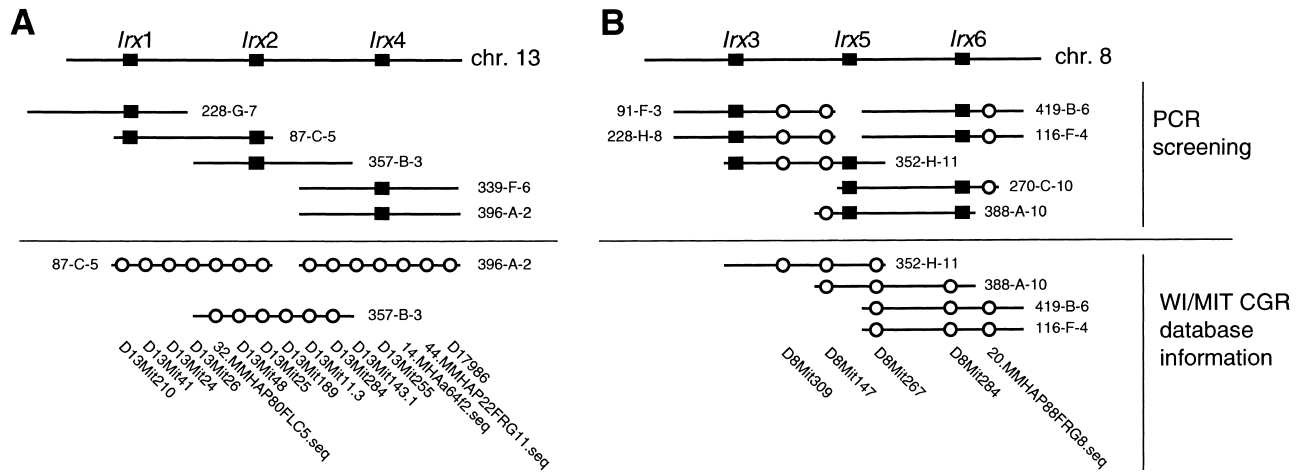 A
Irx1 Irx2 Irx4
chr. 13
228-G-7
87-C-5
357-B-3
339-F-6
396-A-2
87-C-5
396-A-2
357-B-3
D13Mit210
D13Mit41
D13Mit24
D13Mit26
32.MMHAP80FLC5.seq
D13Mit48
D13Mit25
D13Mit189
D13Mit11.3
D13Mit284
D13Mit143.1
D13Mit255
14.MHAa64f2.seq
44.MMHAP22FRG11.seq
D17986
B
Irx3 Irx5 Irx6
chr. 8
91-F-3
419-B-6
228-H-8
116-F-4
352-H-11
270-C-10
388-A-10
PCR
screening
352-H-11
388-A-10
419-B-6
116-F-4
WI/MIT CGR
database
information
D8Mit309
D8Mit147
D8Mit267
D8Mit284
20.MMHAP88FRG8.seq